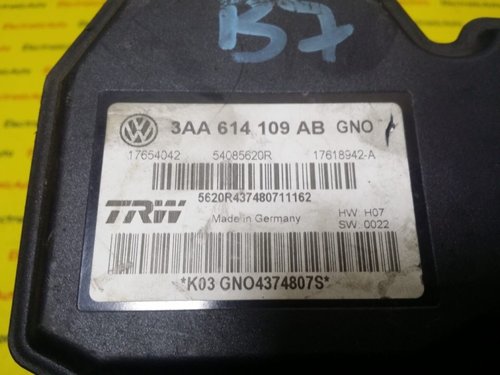 B7
3AA 614 109 AB GNO
17654042 54085620R 17618942-A
5620R437480711162
TRW
Made in Germany
HW: H07
SW: 0022
*K03 GNO4374807S*